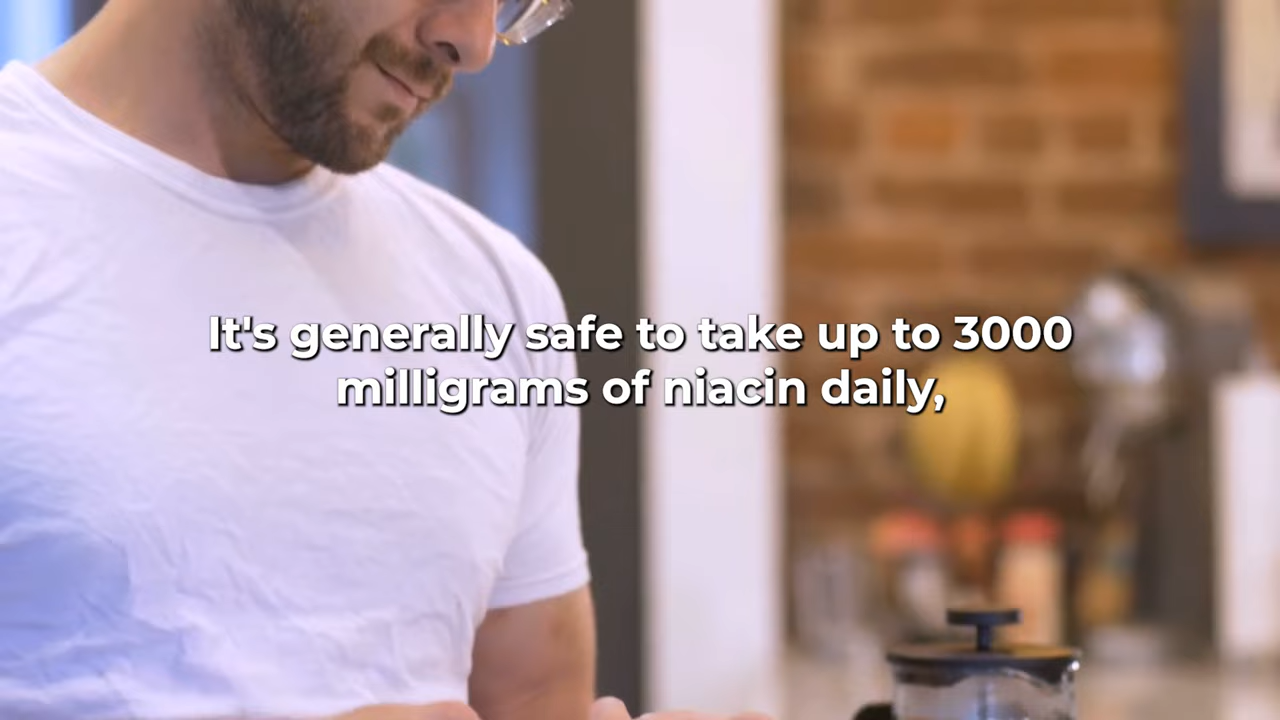 It's generally safe to take up to 3000
milligrams of niacin daily,